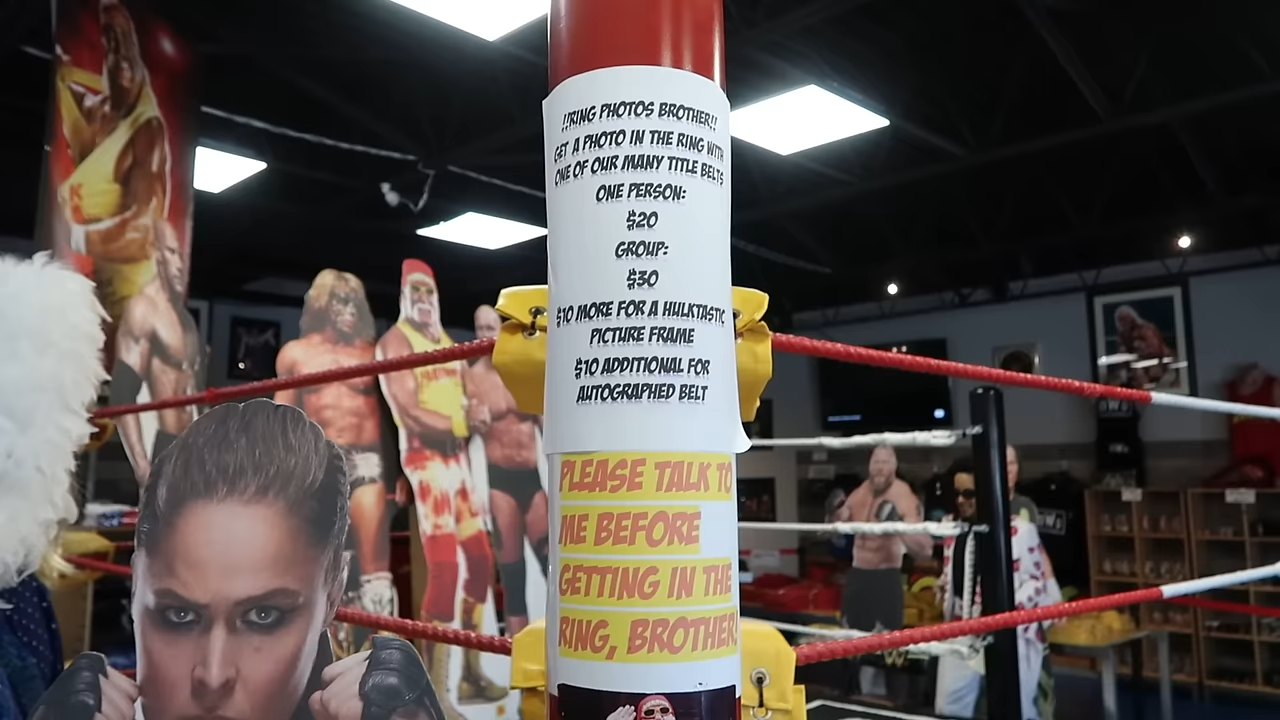 !!RING PHOTOS BROTHER!!
GET A PHOTO IN THE RING WITH
ONE OF OUR MANY TITLE BELTS
ONE PERSON:
$20
GROUP:
$30
$10 MORE FOR A HULKTASTIC
PICTURE FRAME
$10 ADDITIONAL FOR
AUTOGRAPHED BELT
PLEASE TALK TO
ME BEFORE
GETTING IN THE
RING, BROTHER!